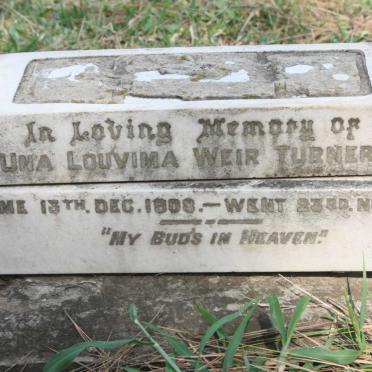 In Loving Memory Of
UNA LOUVIMA WEIR TURNER
ME 13TH. DEC. 1908.—WENT 23RD. N
"MY BUD'S IN HEAVEN."